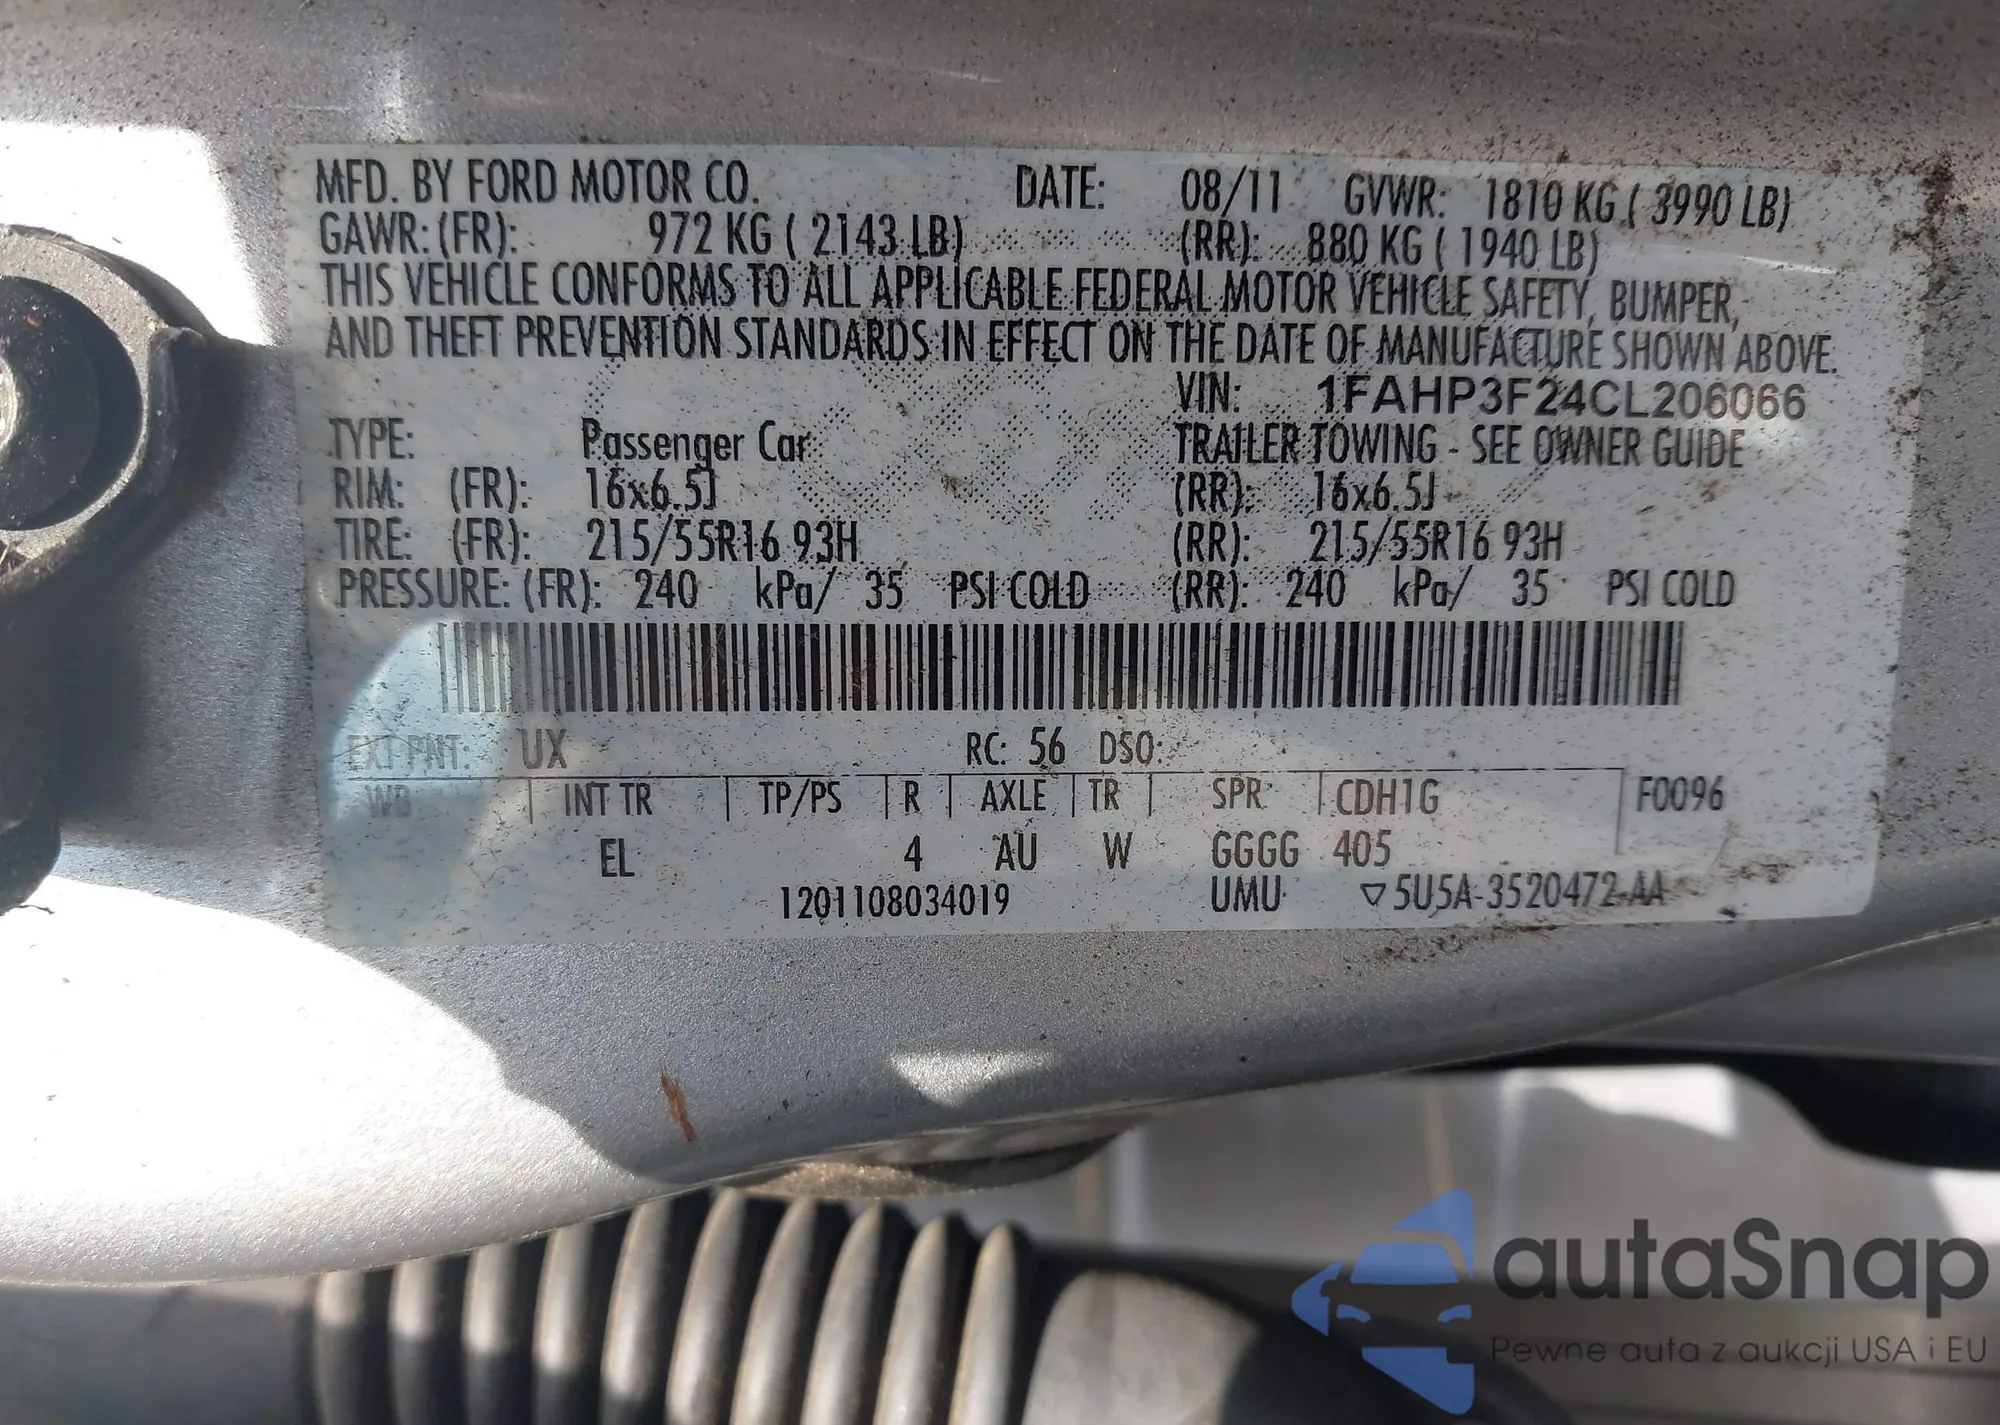 MFD. BY FORD MOTOR CO. DATE: 08/11 GVWR: 1810 KG ( 3990 LB)
GAWR: (FR): 972 KG ( 2143 LB) (RR): 880 KG ( 1940 LB)
THIS VEHICLE CONFORMS TO ALL APPLICABLE FEDERAL MOTOR VEHICLE SAFETY, BUMPER,
AND THEFT PREVENTION STANDARDS IN EFFECT ON THE DATE OF MANUFACTURE SHOWN ABOVE.
VIN: 1FAHP3F24CL206066
TYPE: Passenger Car TRAILER TOWING - SEE OWNER GUIDE
RIM: (FR): 16x6.5J (RR): 16x6.5J
TIRE: (FR): 215/55R16 93H (RR): 215/55R16 93H
PRESSURE: (FR): 240 kPa/ 35 PSI COLD (RR): 240 kPa/ 35 PSI COLD
EXT PNT: UX RC: 56 DSO:
WB INT TR TP/PS R AXLE TR SPR CDH1G F0096
EL 4 AU W GGGG 405
1201108034019 UMU ▽5U5A-3520472-AA
autaSnap
Pewne auta z aukcji USA i EU